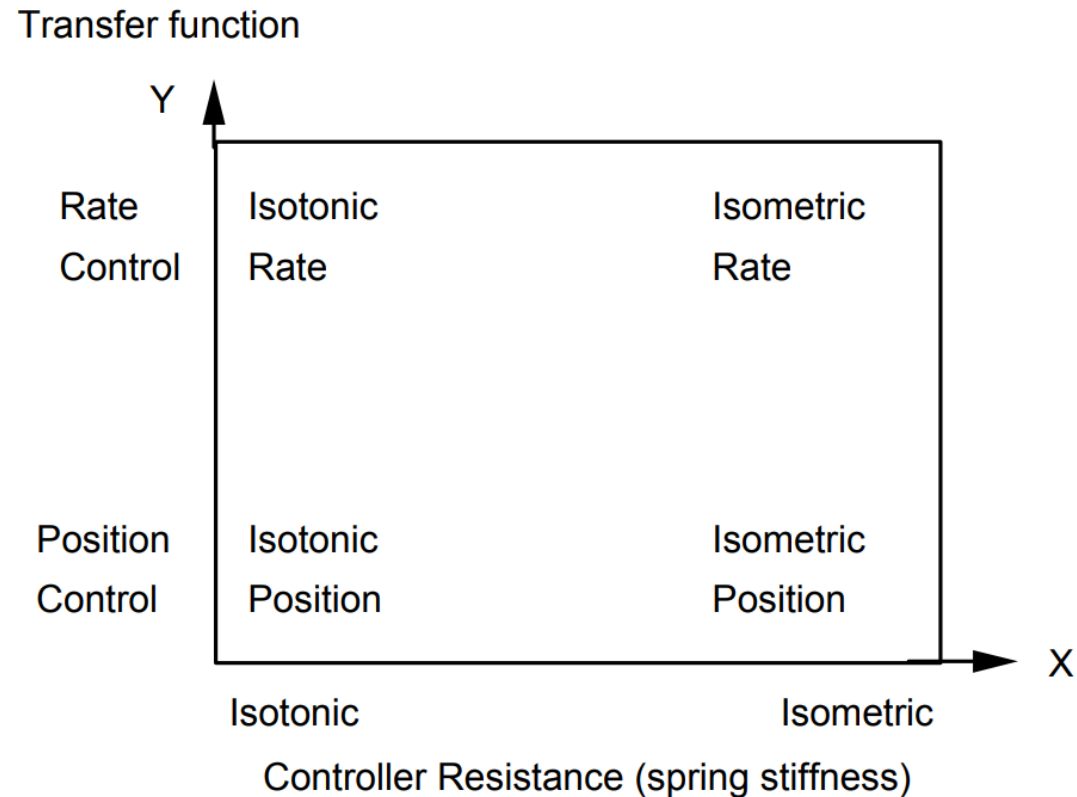 Transfer function
Y
Rate Isotonic Isometric
Control Rate Rate
Position Isotonic Isometric
Control Position Position
X
Isotonic Isometric
Controller Resistance (spring stiffness)